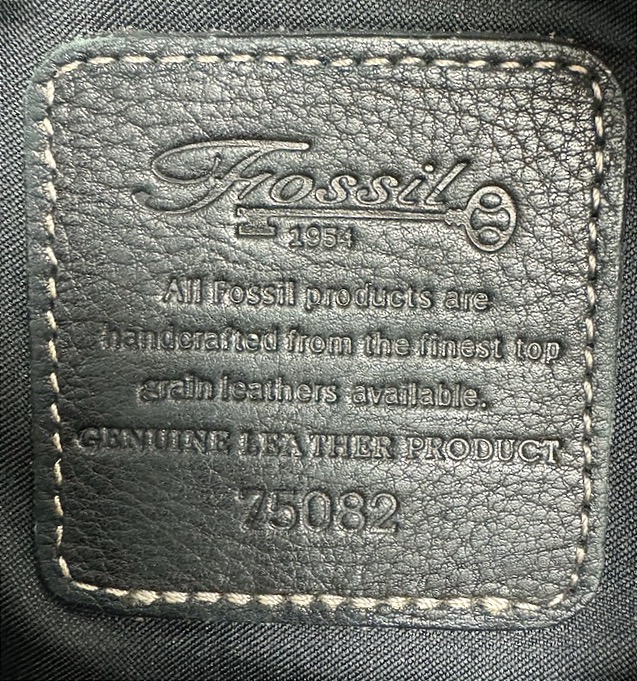 Fossil
1954
All Fossil products are
handcrafted from the finest top
grain leathers available.
GENUINE LEATHER PRODUCT
75082